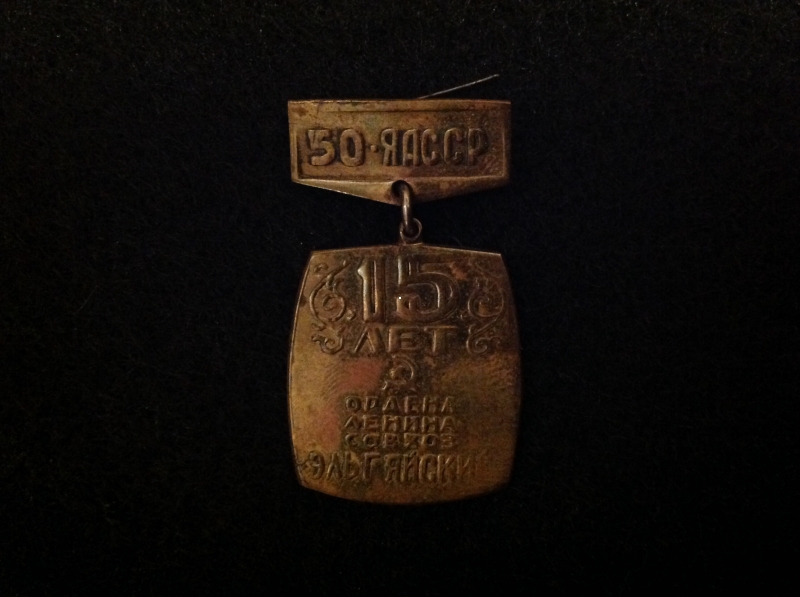 50·ЯАССР
15
ЛЕТ
ОРДЕНА
ЛЕНИНА
СОВХОЗ
ЭЛЬГЯЙСКИЙ